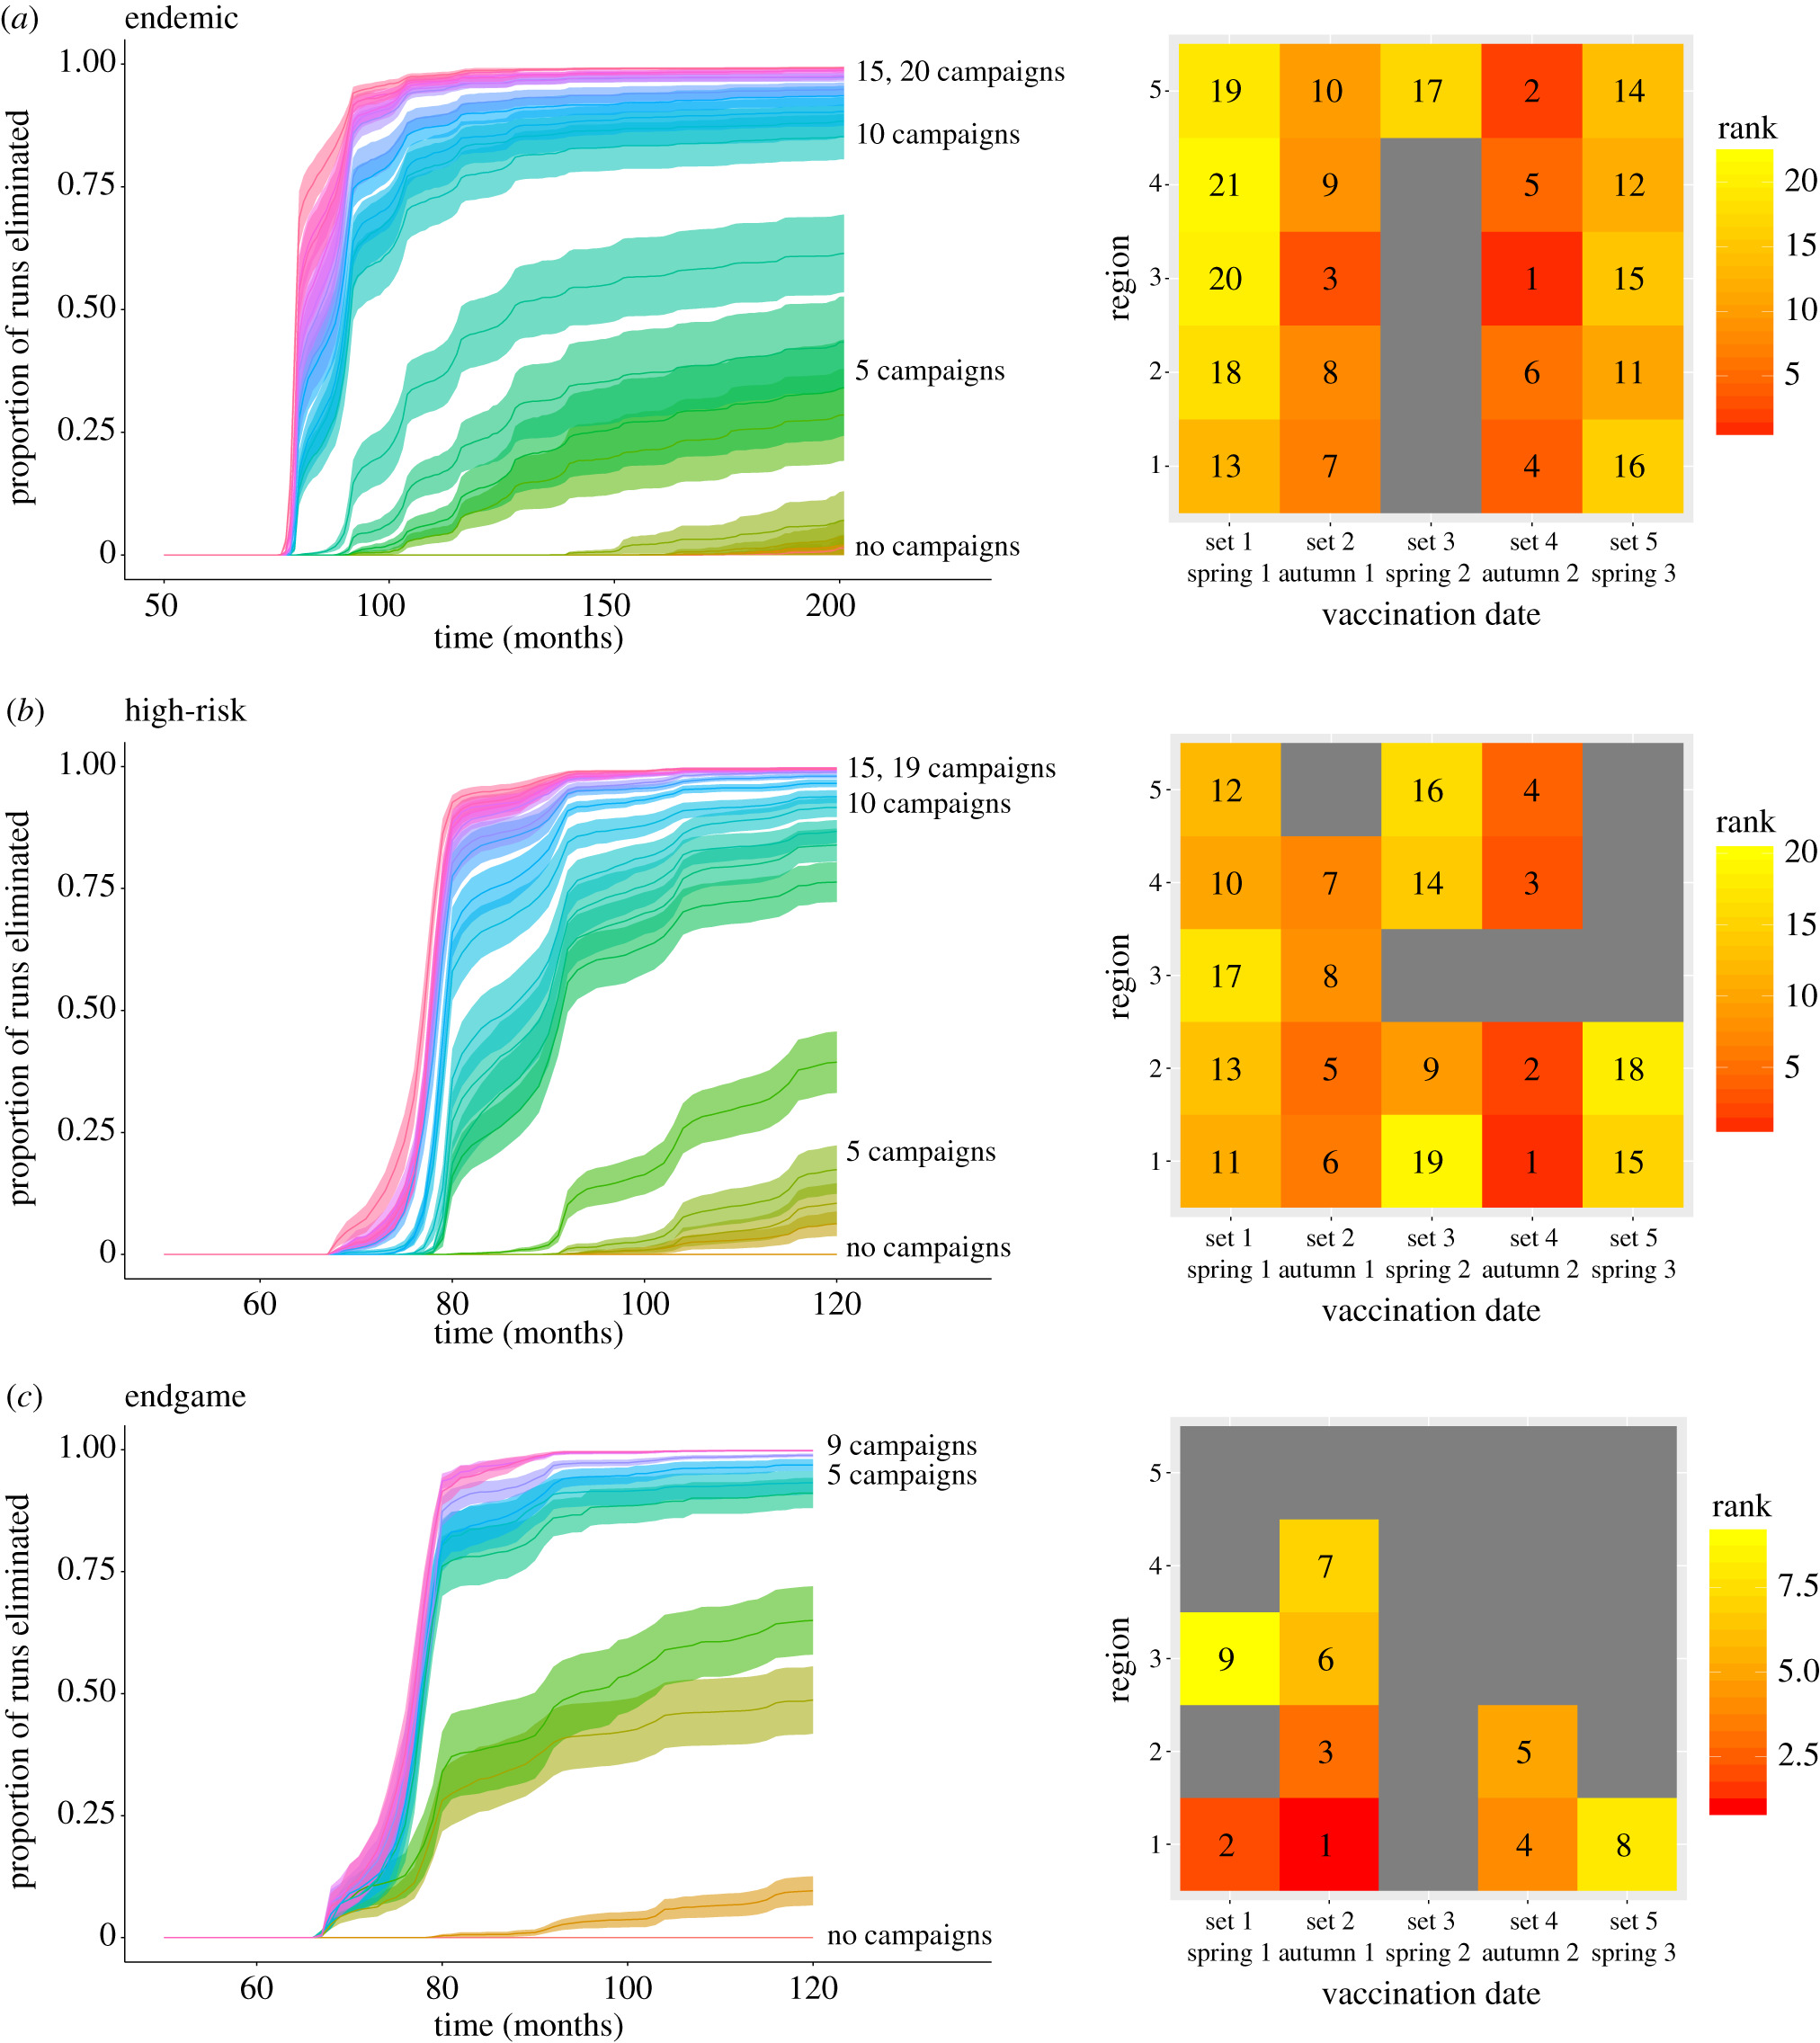 (a) endemic
1.00
0.75
0.50
0.25
0
proportion of runs eliminated
15, 20 campaigns
10 campaigns
5 campaigns
no campaigns
50 100 150 200
time (months)
5 19 10 17 2 14
4 21 9 5 12
3 20 3 1 15
2 18 8 6 11
1 13 7 4 16
region
set 1 set 2 set 3 set 4 set 5
spring 1 autumn 1 spring 2 autumn 2 spring 3
vaccination date
rank
20
15
10
5
(b) high-risk
1.00
0.75
0.50
0.25
0
proportion of runs eliminated
15, 19 campaigns
10 campaigns
5 campaigns
no campaigns
60 80 100 120
time (months)
5 12 16 4
4 10 7 14 3
3 17 8
2 13 5 9 2 18
1 11 6 19 1 15
region
set 1 set 2 set 3 set 4 set 5
spring 1 autumn 1 spring 2 autumn 2 spring 3
vaccination date
rank
20
15
10
5
(c) endgame
1.00
0.75
0.50
0.25
0
proportion of runs eliminated
9 campaigns
5 campaigns
no campaigns
60 80 100 120
time (months)
5
4 7
3 9 6
2 3 5
1 2 1 4 8
region
set 1 set 2 set 3 set 4 set 5
spring 1 autumn 1 spring 2 autumn 2 spring 3
vaccination date
rank
7.5
5.0
2.5